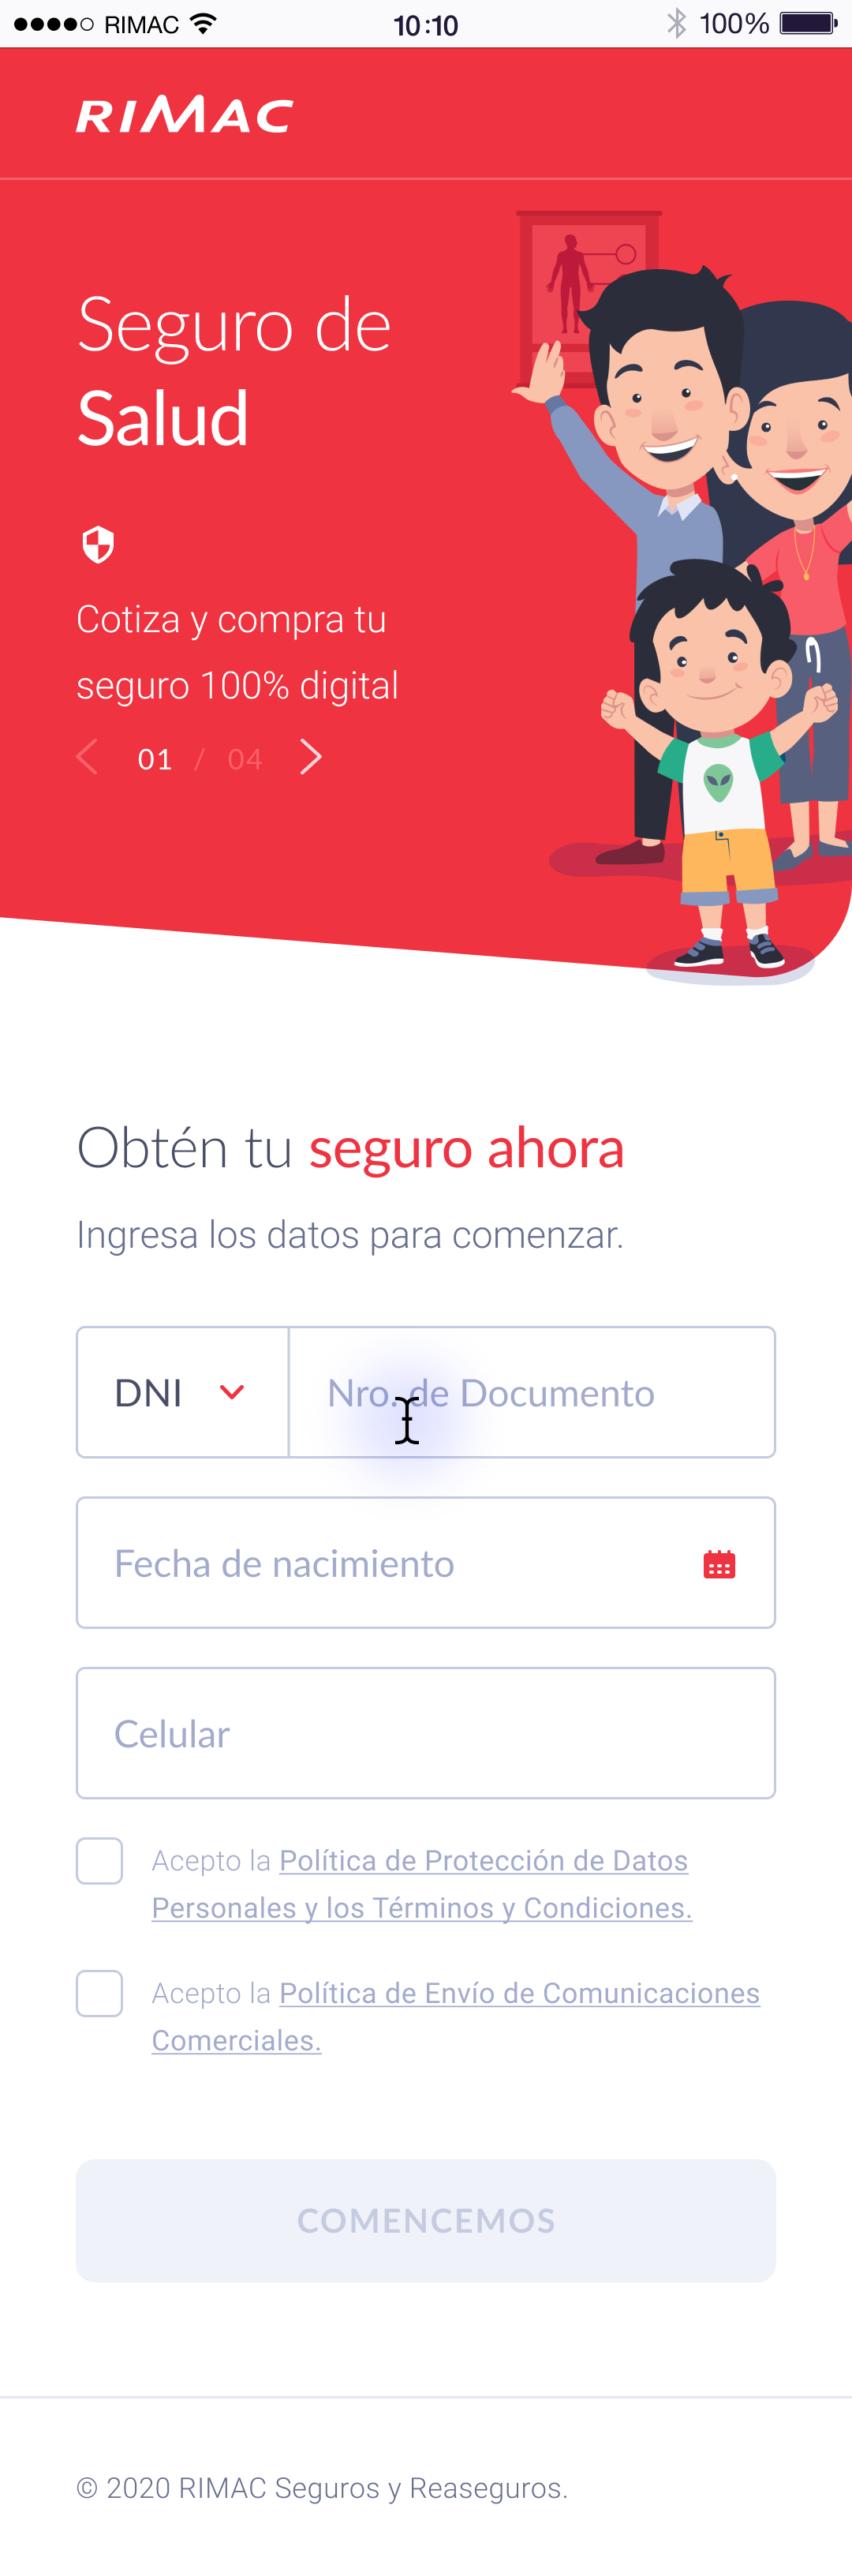 RIMAC 10:10 100%
RIMAC
Seguro de
Salud
Cotiza y compra tu
seguro 100% digital
01 / 04
Obtén tu seguro ahora
Ingresa los datos para comenzar.
DNI Nro. de Documento
Fecha de nacimiento
Celular
Acepto la Política de Protección de Datos
Personales y los Términos y Condiciones.
Acepto la Política de Envío de Comunicaciones
Comerciales.
COMENCEMOS
© 2020 RIMAC Seguros y Reaseguros.